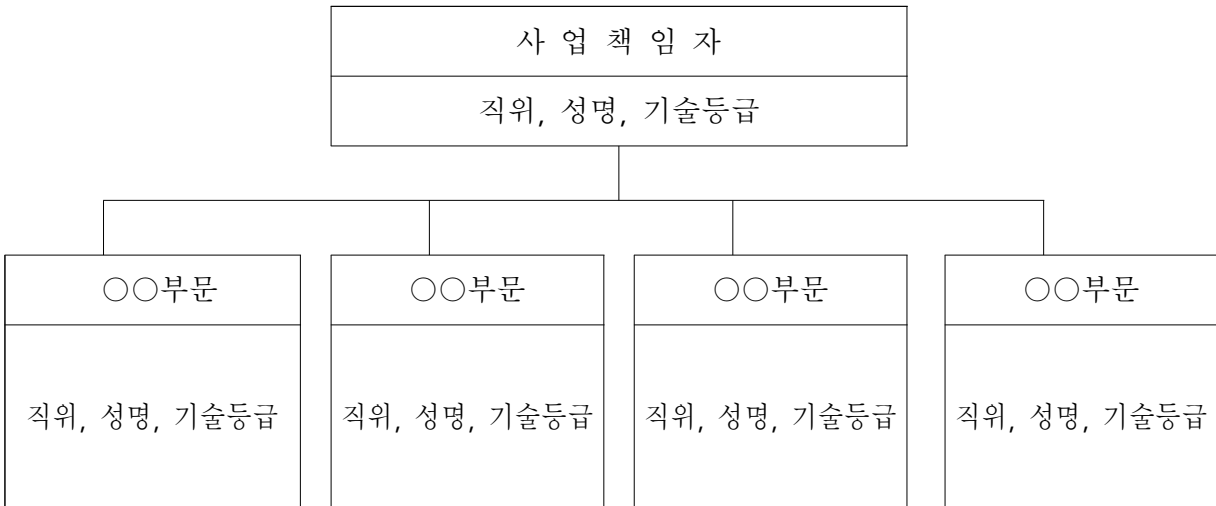 사 업 책 임 자
직위, 성명, 기술등급
○○부문
○○부문
○○부문
○○부문
직위, 성명, 기술등급
직위, 성명, 기술등급
직위, 성명, 기술등급
직위, 성명, 기술등급